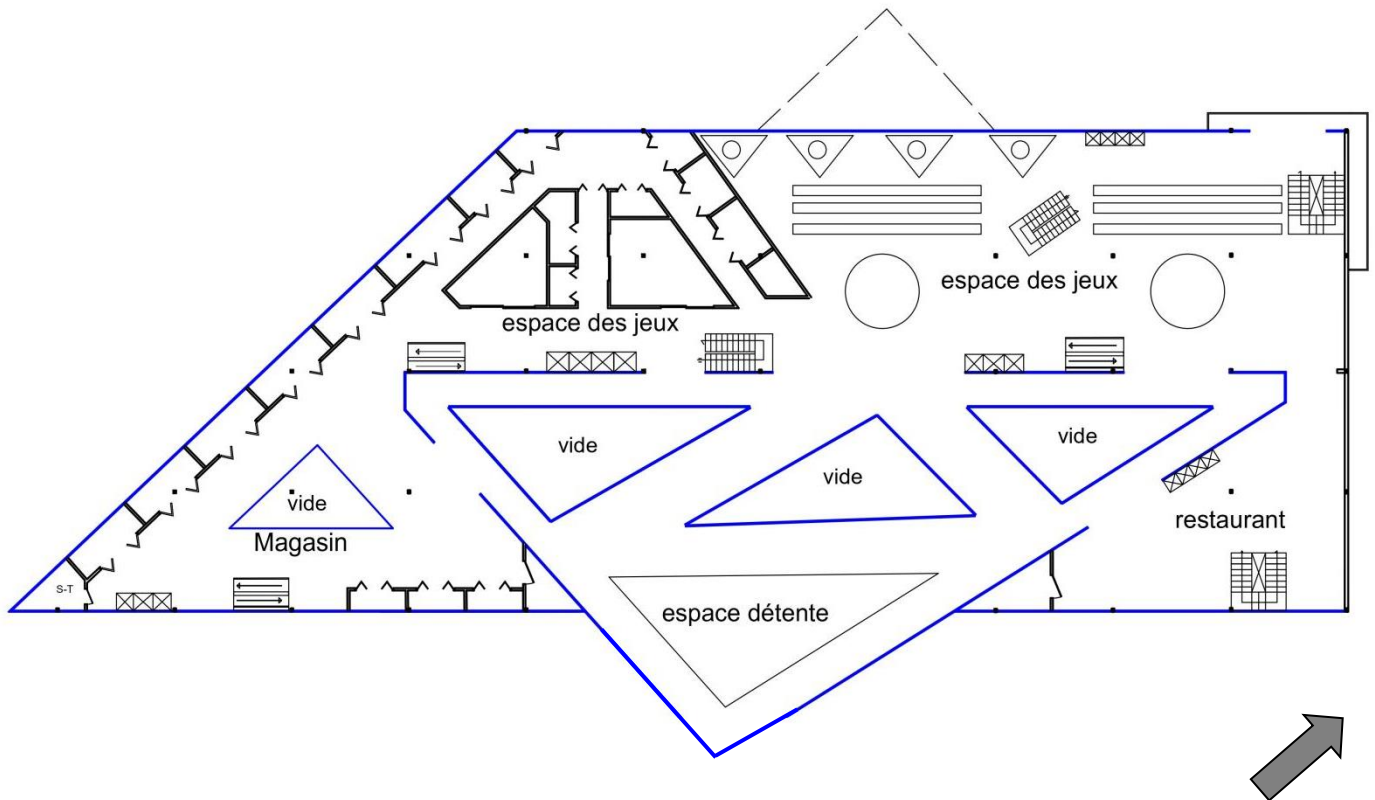 espace des jeux
espace des jeux
vide
vide
vide
vide
Magasin
restaurant
S-T
espace détente